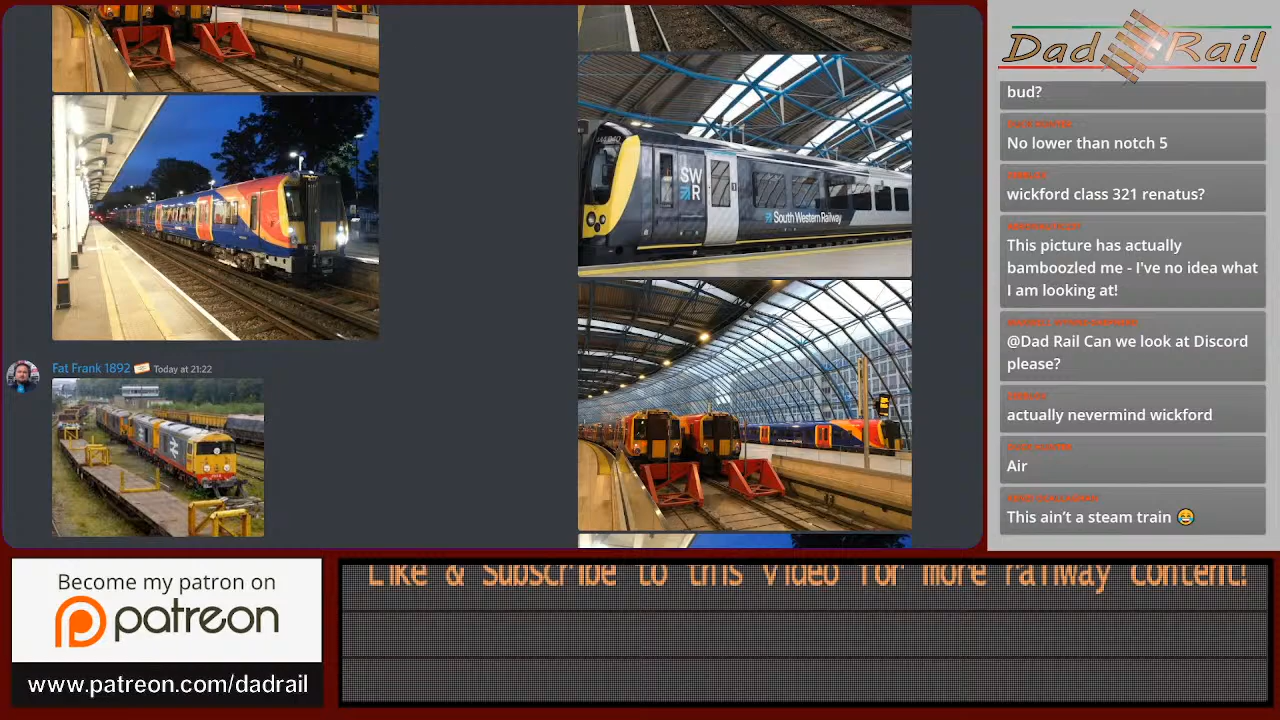 Dad Rail
bud?
No lower than notch 5
wickford class 321 renatus?
This picture has actually
bamboozled me - I've no idea what
I am looking at!
@Dad Rail Can we look at Discord
please?
actually nevermind wickford
Air
This ain't a steam train 😂
SW
R
South Western Railway
Fat Frank 1892 Today at 21:22
Become my patron on
patreon
www.patreon.com/dadrail
Like & Subscribe to this video for more railway content!